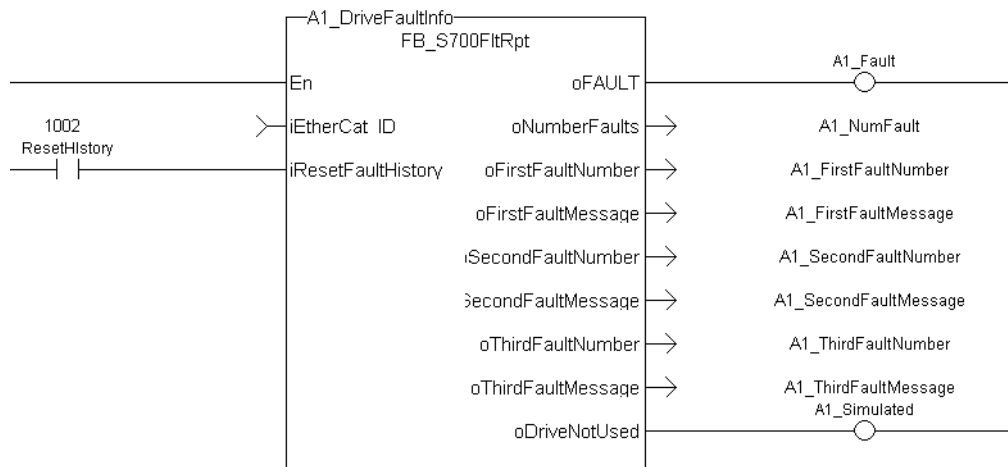 A1_DriveFaultInfo
FB_S700FltRpt
En
oFAULT
A1_Fault
1002
ResetHIstory
iEtherCat ID
oNumberFaults
A1_NumFault
iResetFaultHistory
oFirstFaultNumber
A1_FirstFaultNumber
oFirstFaultMessage
A1_FirstFaultMessage
oSecondFaultNumber
A1_SecondFaultNumber
SecondFaultMessage
A1_SecondFaultMessage
oThirdFaultNumber
A1_ThirdFaultNumber
oThirdFaultMessage
A1_ThirdFaultMessage
A1_Simulated
oDriveNotUsed